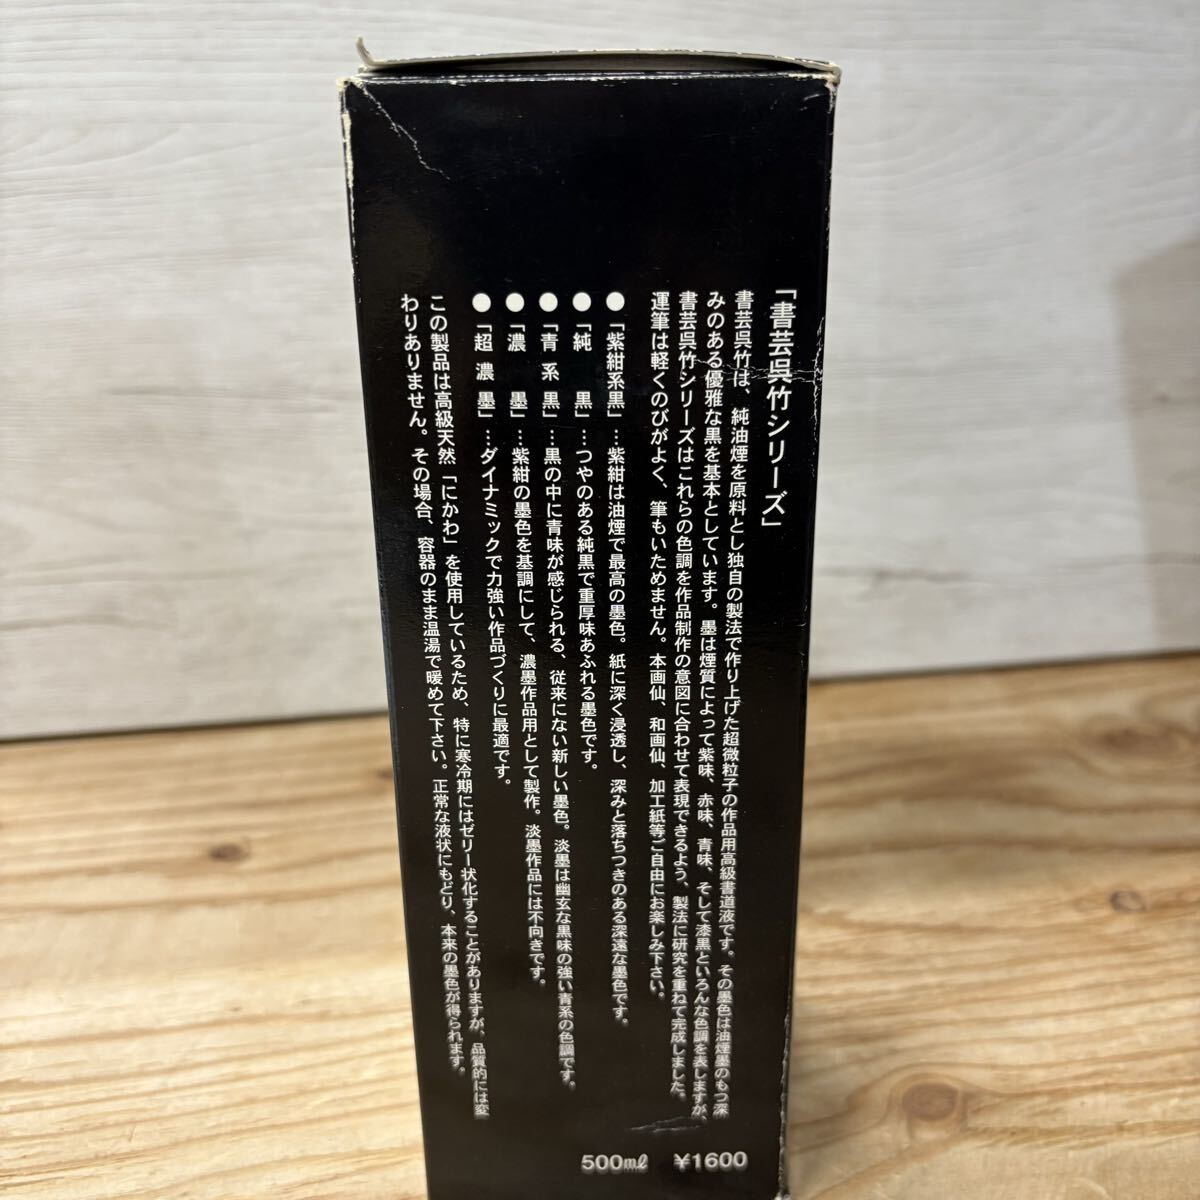 「書芸呉竹シリーズ」
書芸呉竹は、純油煙を原料とし独自の製法で作り上げた超微粒子の作品用高級書道液です。その墨色は油煙墨のもつ深
みのある優雅な黒を基本としています。墨は煙質によって紫味、赤味、青味、そして漆黒といろんな色調を表しますが、
書芸呉竹シリーズはこれらの色調を作品制作の意図に合わせて表現できるよう、製法に研究を重ねて完成しました。
運筆は軽くのびがよく、筆もいためません。本画仙、和画仙、加工紙等ご自由にお楽しみ下さい。
●「紫紺系黒」…紫紺は油煙で最高の墨色。紙に深く浸透し、深みと落ちつきのある深遠な墨色です。
●「純　黒」…つやのある純黒で重厚味あふれる墨色です。
●「青系黒」…黒の中に青味が感じられる、従来にない新しい墨色。淡墨は幽玄な黒味の強い青系の色調です。
●「濃　墨」…紫紺の墨色を基調にして、濃墨作品用として製作。淡墨作品には不向きです。
●「超濃墨」…ダイナミックで力強い作品づくりに最適です。
この製品は高級天然「にかわ」を使用しているため、特に寒冷期にはゼリー状化することがありますが、品質的には変
わりありません。その場合、容器のまま温湯で暖めて下さい。正常な液状にもどり、本来の墨色が得られます。
500㎖　¥1600